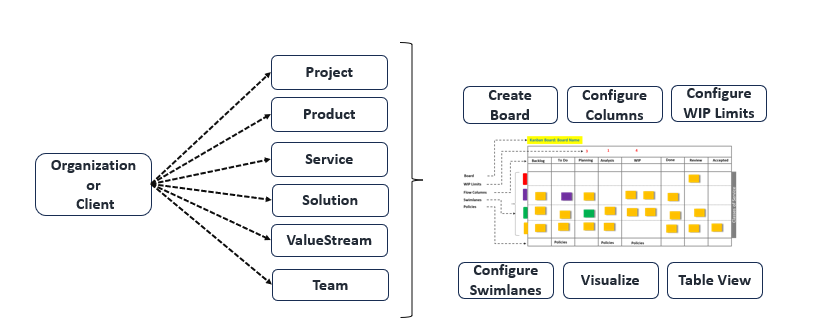 Organization
or
Client
Project
Product
Service
Solution
ValueStream
Team
Create
Board
Configure
Columns
Configure
WIP Limits
Kanban Board: Board Name
Backlog To Do Planning Analysis WIP Done Review Accepted
Board
WIP Limits
Flow Columns
Swimlanes
Policies
Policies Policies Policies
Configure
Swimlanes
Visualize
Table View